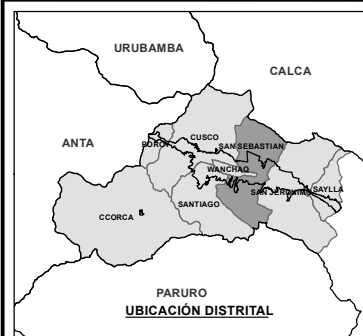 URUBAMBA
CALCA
ANTA
CUSCO
POROY
SAN SEBASTIAN
WANCHAQ
SAN JERONIMO
SAYLLA
CCORCA
SANTIAGO
PARURO
UBICACIÓN DISTRITAL